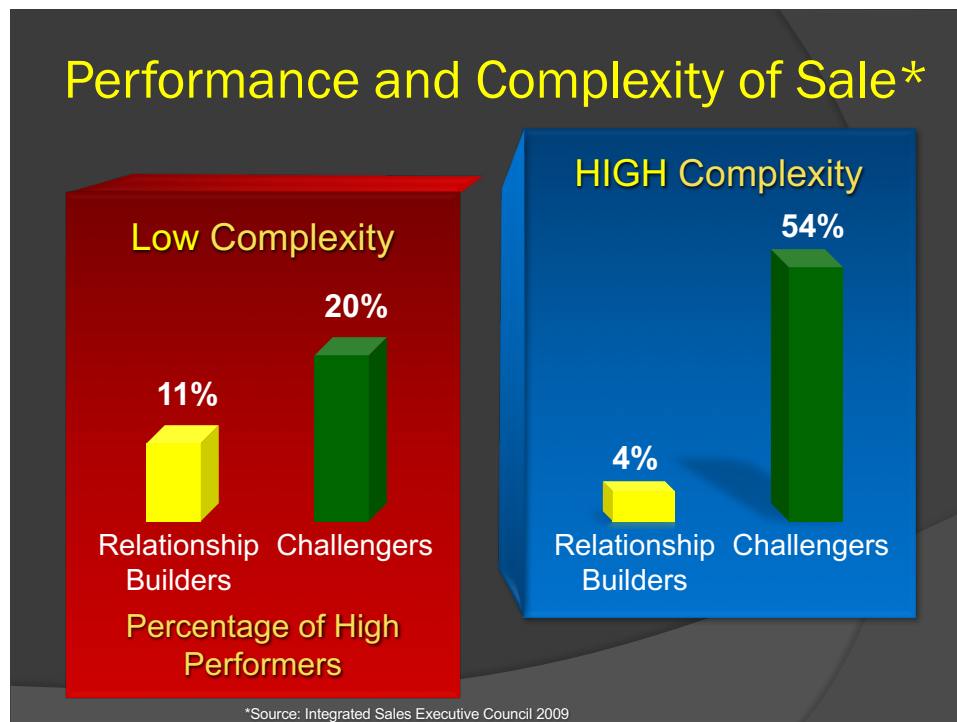 Performance and Complexity of Sale*
Low Complexity
20%
11%
Relationship Challengers
Builders
Percentage of High
Performers
HIGH Complexity
54%
4%
Relationship Challengers
Builders
*Source: Integrated Sales Executive Council 2009